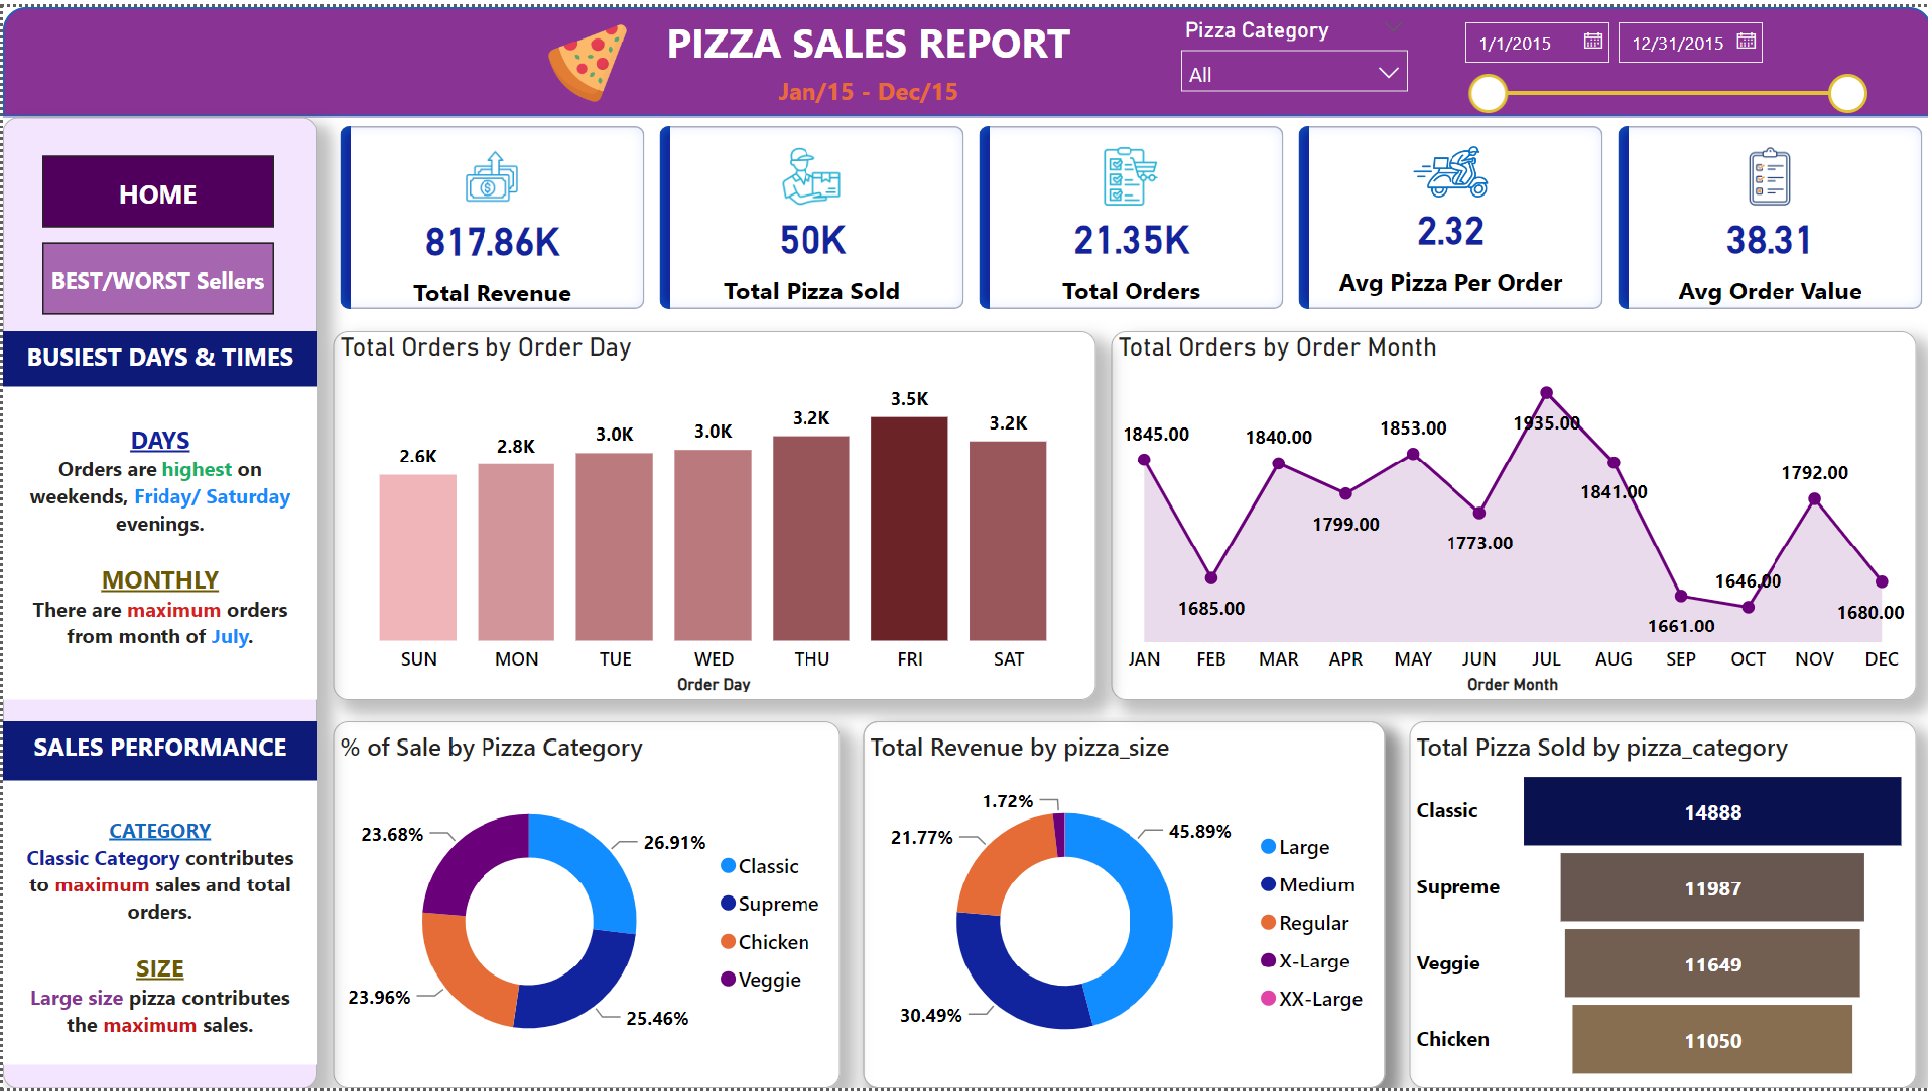 PIZZA SALES REPORT
Jan/15 - Dec/15
Pizza Category
All
1/1/2015
12/31/2015
HOME
BEST/WORST Sellers
817.86K
Total Revenue
50K
Total Pizza Sold
21.35K
Total Orders
2.32
Avg Pizza Per Order
38.31
Avg Order Value
BUSIEST DAYS & TIMES
DAYS
Orders are highest on
weekends, Friday/ Saturday
evenings.
MONTHLY
There are maximum orders
from month of July.
Total Orders by Order Day
2.6K
2.8K
3.0K
3.0K
3.2K
3.5K
3.2K
SUN MON TUE WED THU FRI SAT
Order Day
Total Orders by Order Month
1845.00
1685.00
1840.00
1799.00
1853.00
1773.00
1935.00
1841.00
1661.00
1646.00
1792.00
1680.00
JAN FEB MAR APR MAY JUN JUL AUG SEP OCT NOV DEC
Order Month
SALES PERFORMANCE
CATEGORY
Classic Category contributes
to maximum sales and total
orders.
SIZE
Large size pizza contributes
the maximum sales.
% of Sale by Pizza Category
23.68%
26.91%
23.96%
25.46%
Classic
Supreme
Chicken
Veggie
Total Revenue by pizza_size
1.72%
21.77%
45.89%
30.49%
Large
Medium
Regular
X-Large
XX-Large
Total Pizza Sold by pizza_category
Classic 14888
Supreme 11987
Veggie 11649
Chicken 11050